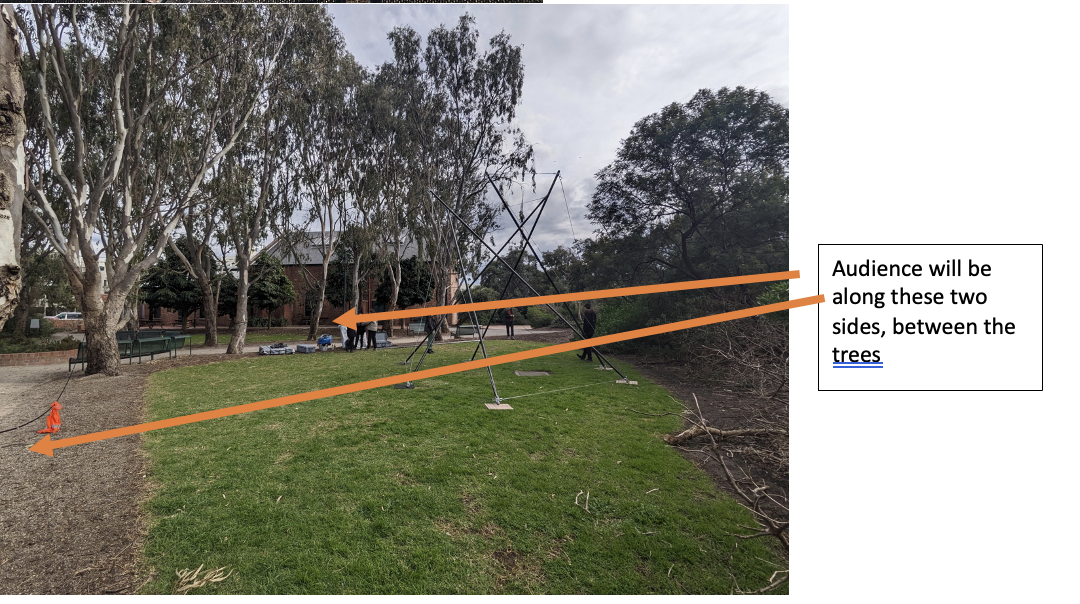 Audience will be
along these two
sides, between the
trees